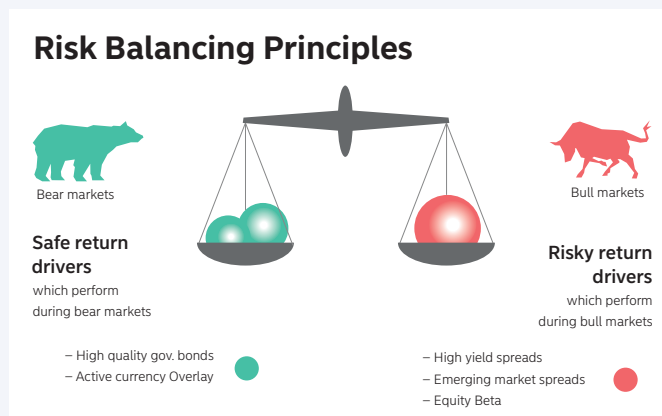 Risk Balancing Principles
Bear markets
Bull markets
Safe return
drivers
which perform
during bear markets
Risky return
drivers
which perform
during bull markets
– High quality gov. bonds
– Active currency Overlay
– High yield spreads
– Emerging market spreads
– Equity Beta